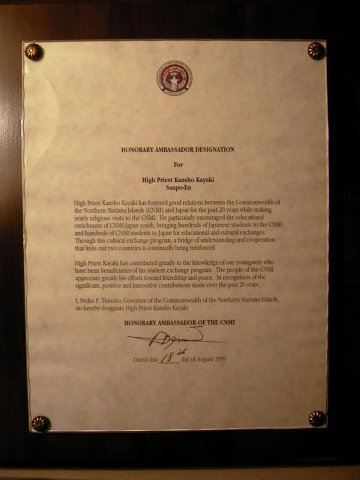 HONORARY AMBASSADOR DESIGNATION
For
High Priest Kansho Kayaki
Sanpo-En
High Priest Kansho Kayaki has fostered good relations between the Commonwealth of
the Northern Mariana Islands (CNMI) and Japan for the past 20 years while making
yearly religious visits to the CNMI. He particularly encouraged the educational
enrichment of CNMI-Japan youth, bringing hundreds of Japanese students to the CNMI
and hundreds of CNMI students to Japan for educational and cultural exchanges.
Through this cultural exchange program, a bridge of understanding and cooperation
that links our two countries is continually being reinforced.
High Priest Kayaki has contributed greatly to the knowledge of our youngsters who
have been beneficiaries of his student exchange program. The people of the CNMI
appreciate greatly his efforts toward friendship and peace. In recognition of the
significant, positive and innovative contributions made over the past 20 years,
I, Pedro P. Tenorio, Governor of the Commonwealth of the Northern Mariana Islands,
do hereby designate High Priest Kansho Kayaki
HONORARY AMBASSADOR OF THE CNMI
Dated this 18th day of August 1999